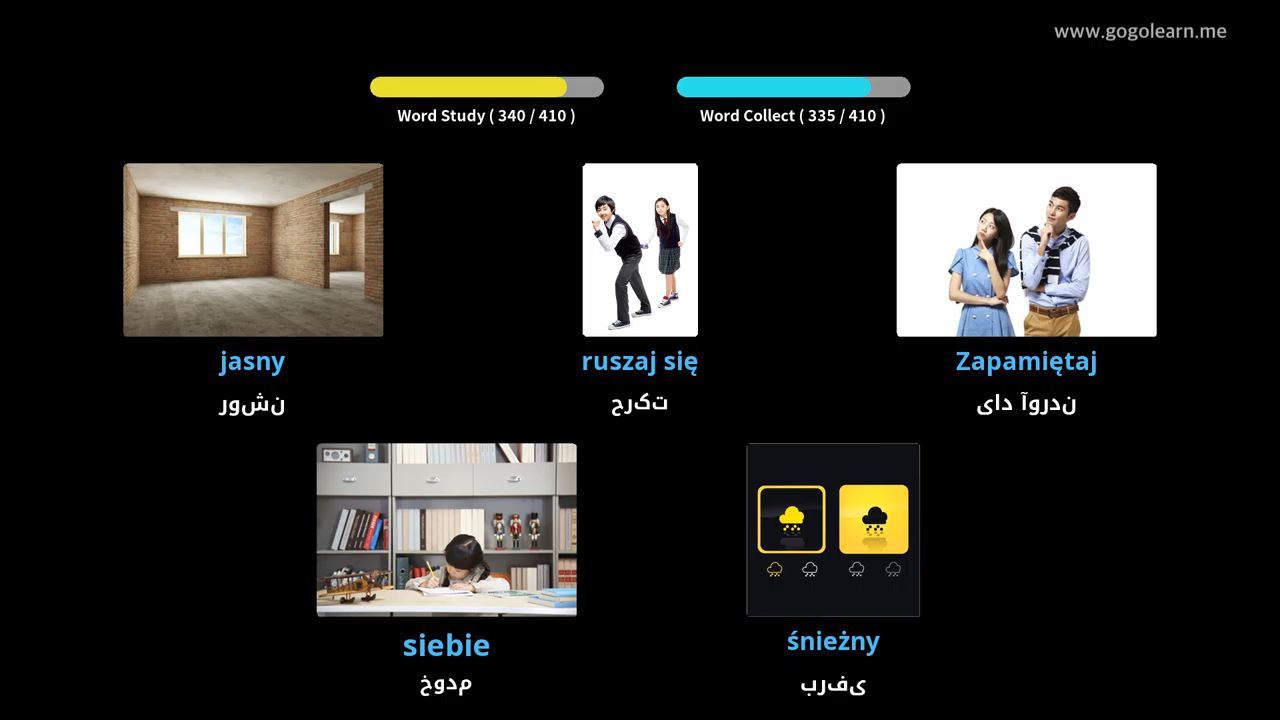 www.gogolearn.me
Word Study ( 340 / 410 )
Word Collect ( 335 / 410 )
jasny
نشور
ruszaj się
تکرح
Zapamiętaj
ندروآ دای
siebie
مدوخ
śnieżny
یفرب